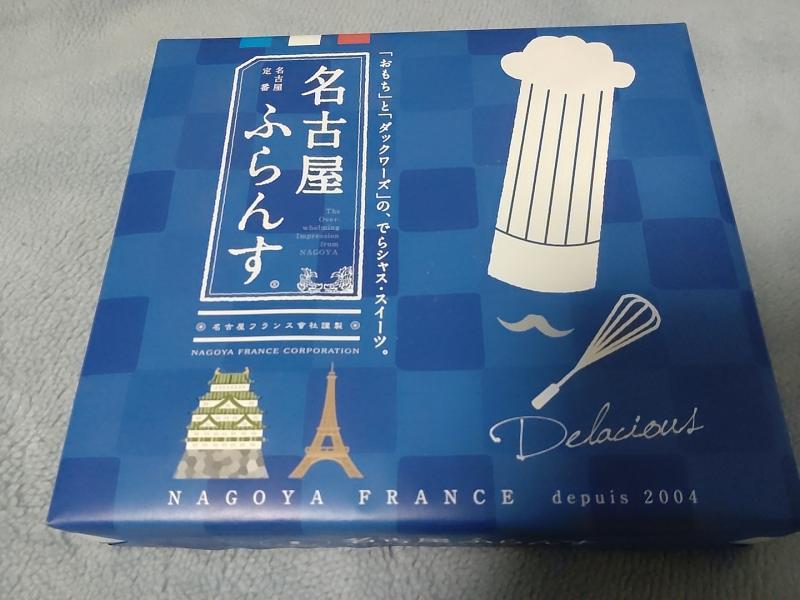 「おもち」と「ダックワーズ」の、でらシャス・スイーツ。
名古屋
ふらんす®
名古屋
定番
The
Over-
whelming
Impression
from
NAGOYA
名古屋フランス會社謹製
NAGOYA FRANCE CORPORATION
Delacious
NAGOYA FRANCE depuis 2004